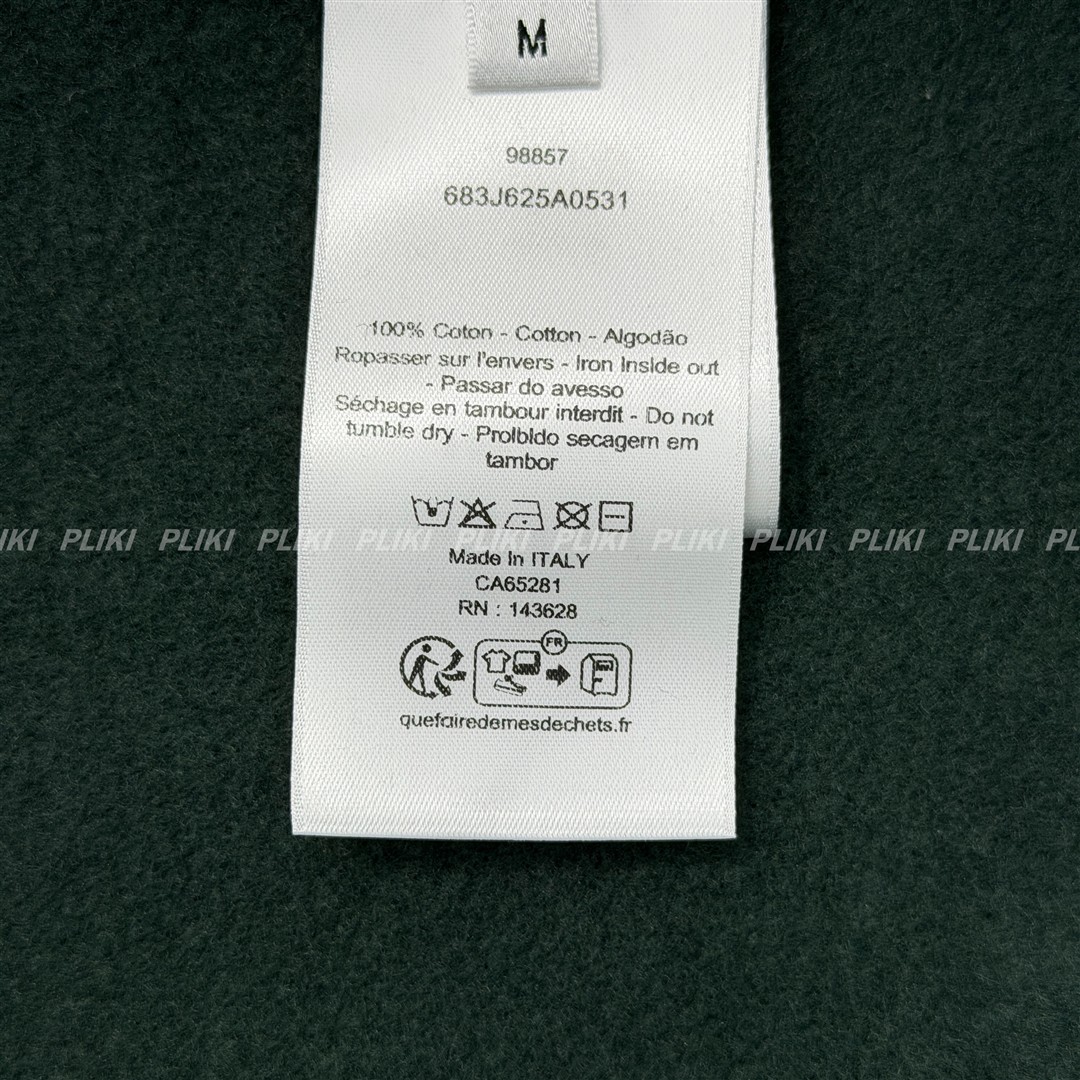 M
98857
683J625A0531
100% Coton - Cotton - Algodão
Ropasser sur l'envers - Iron Inside out
- Passar do avesso
Séchage en tambour interdit - Do not
tumble dry - Proibido secagem em
tambor
IKI PLIKI PLIKI PLIKI PLIKI PLIKI PLIKI PLIKI PLIKI PLIKI PLIKI PL
Made In ITALY
CA65281
RN : 143628
FR
quefairedemesdechets.fr